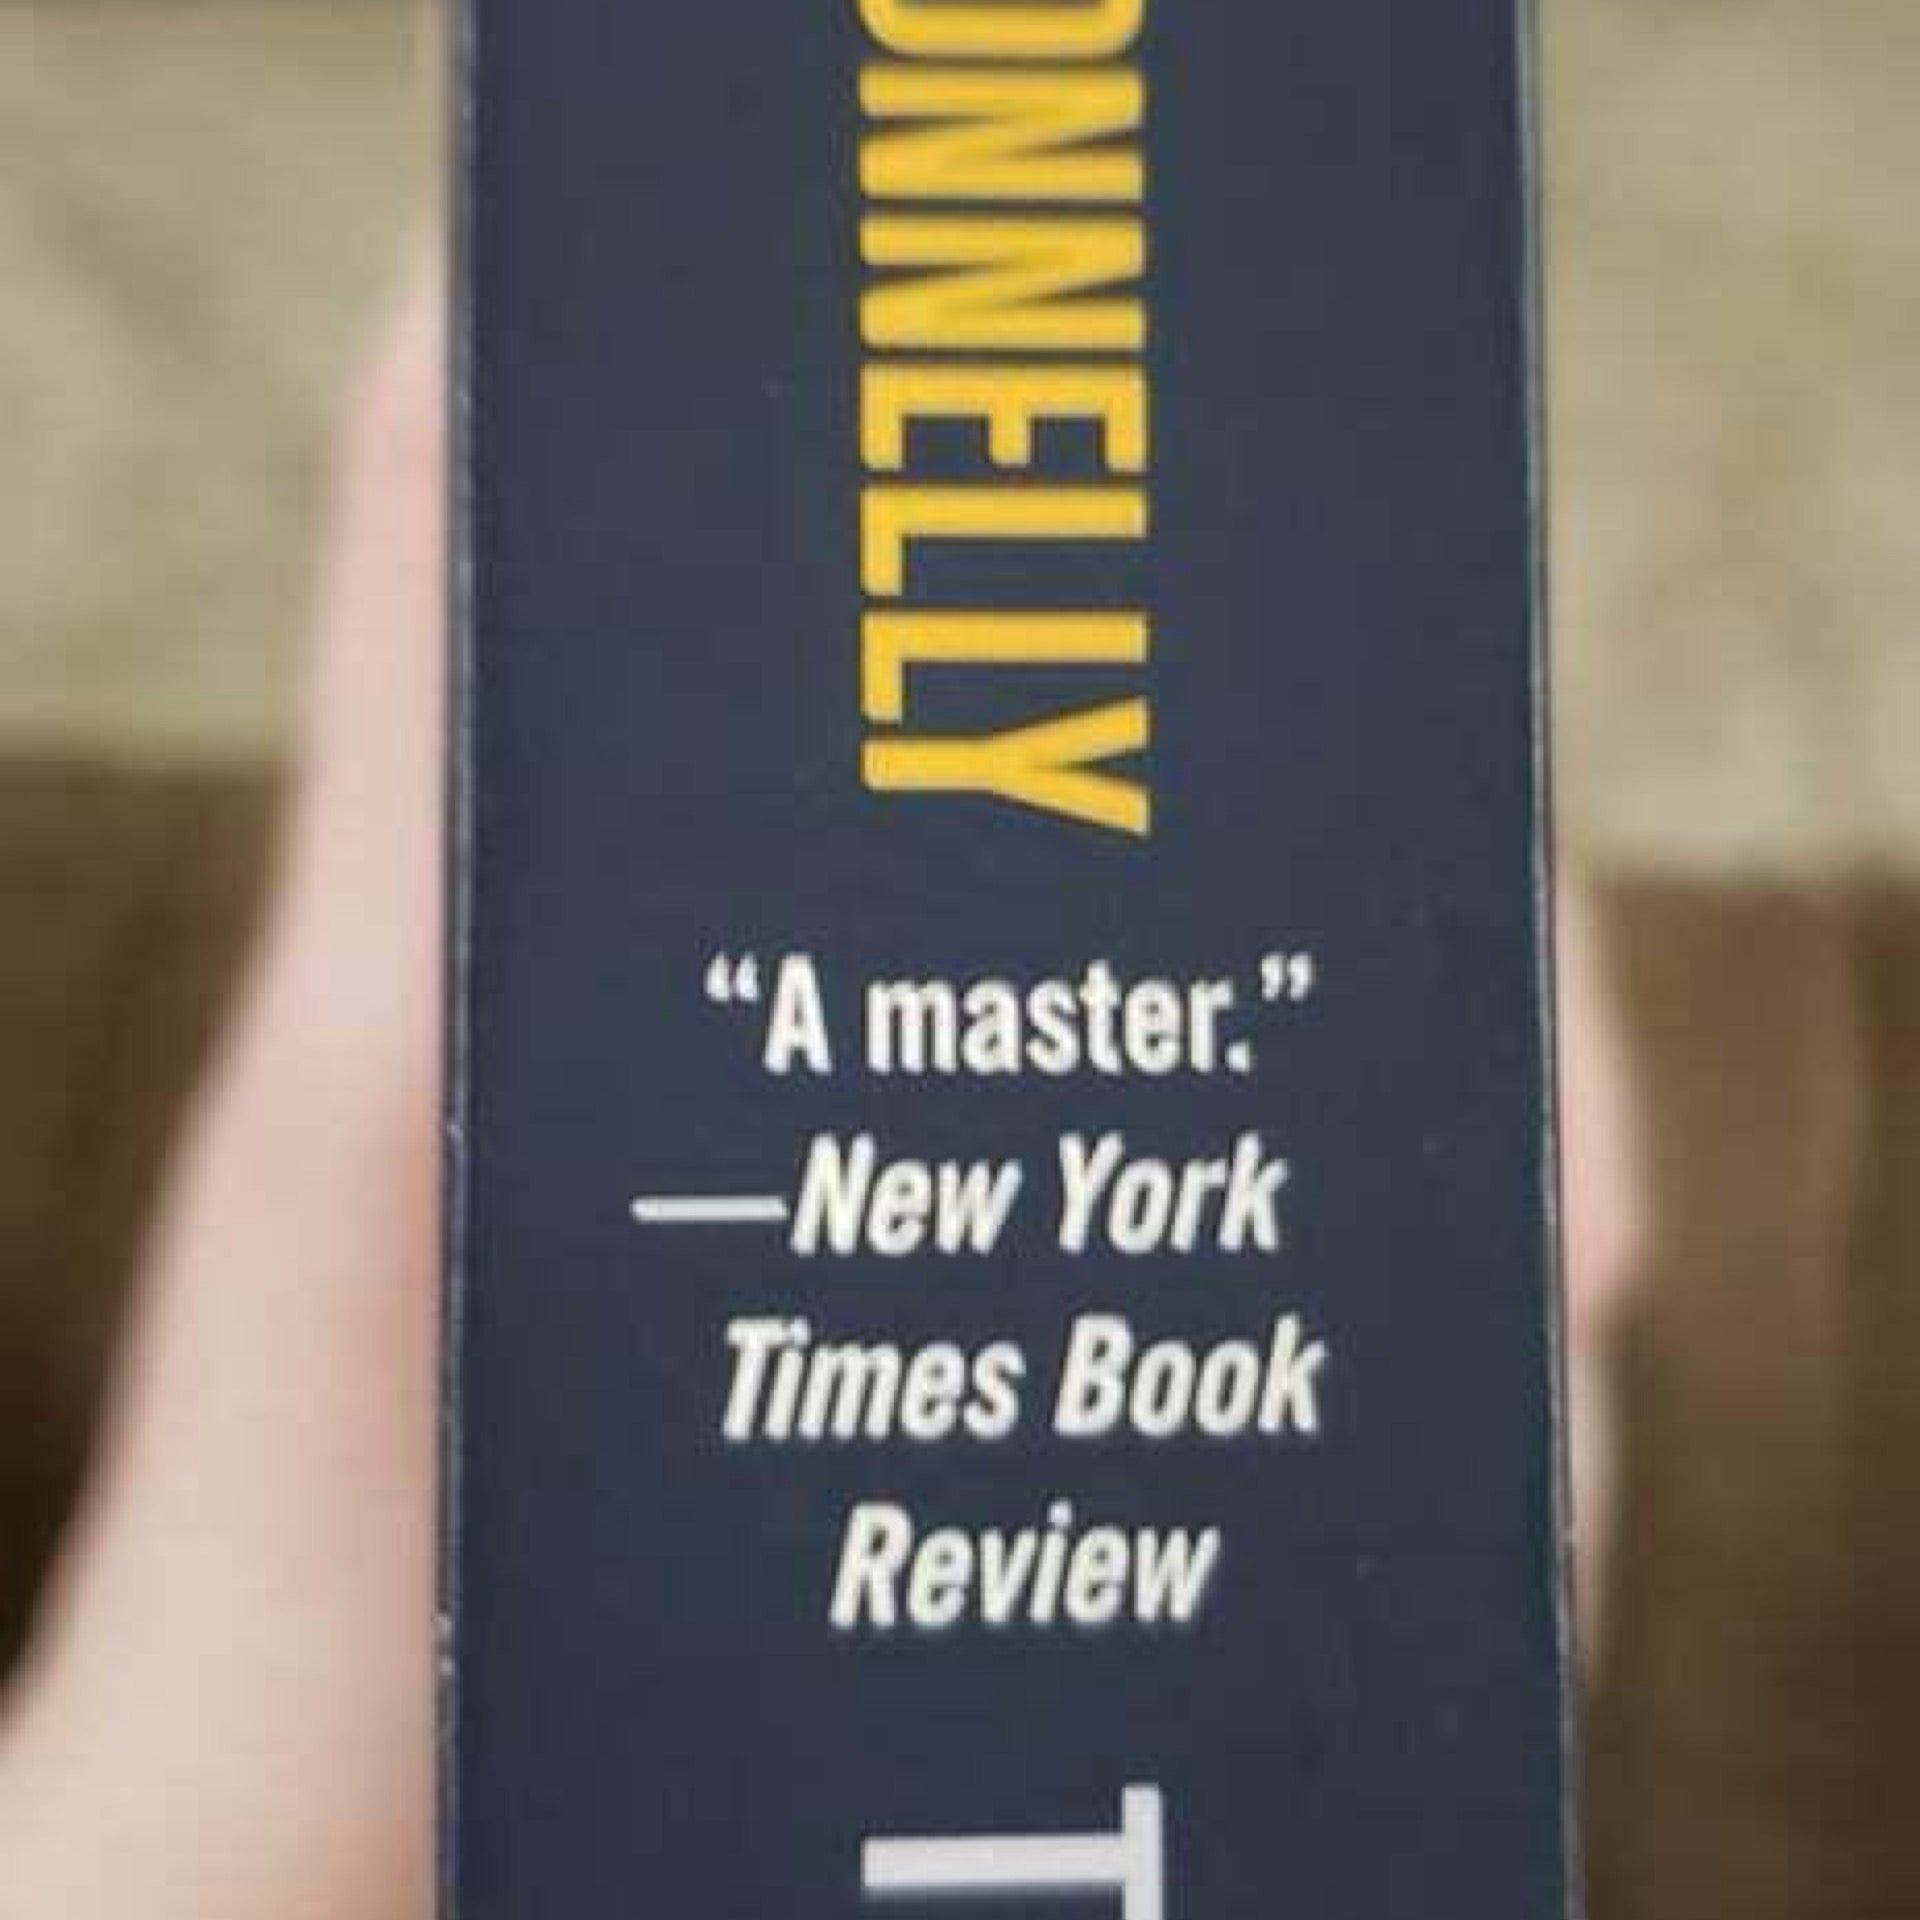 ONNELLY
“A master.”
—New York
Times Book
Review
T